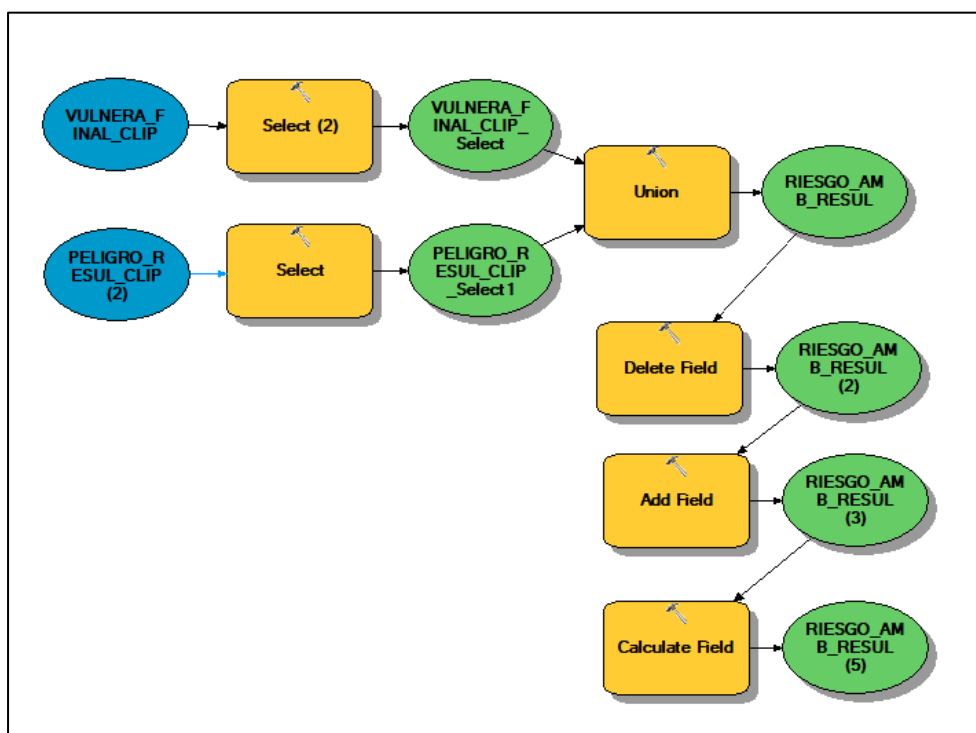 VULNERA_F
INAL_CLIP
Select (2)
VULNERA_F
INAL_CLIP_
Select
Union
RIESGO_AM
B_RESUL
PELIGRO_R
ESUL_CLIP
(2)
Select
PELIGRO_R
ESUL_CLIP
_Select1
Delete Field
RIESGO_AM
B_RESUL
(2)
Add Field
RIESGO_AM
B_RESUL
(3)
Calculate Field
RIESGO_AM
B_RESUL
(5)